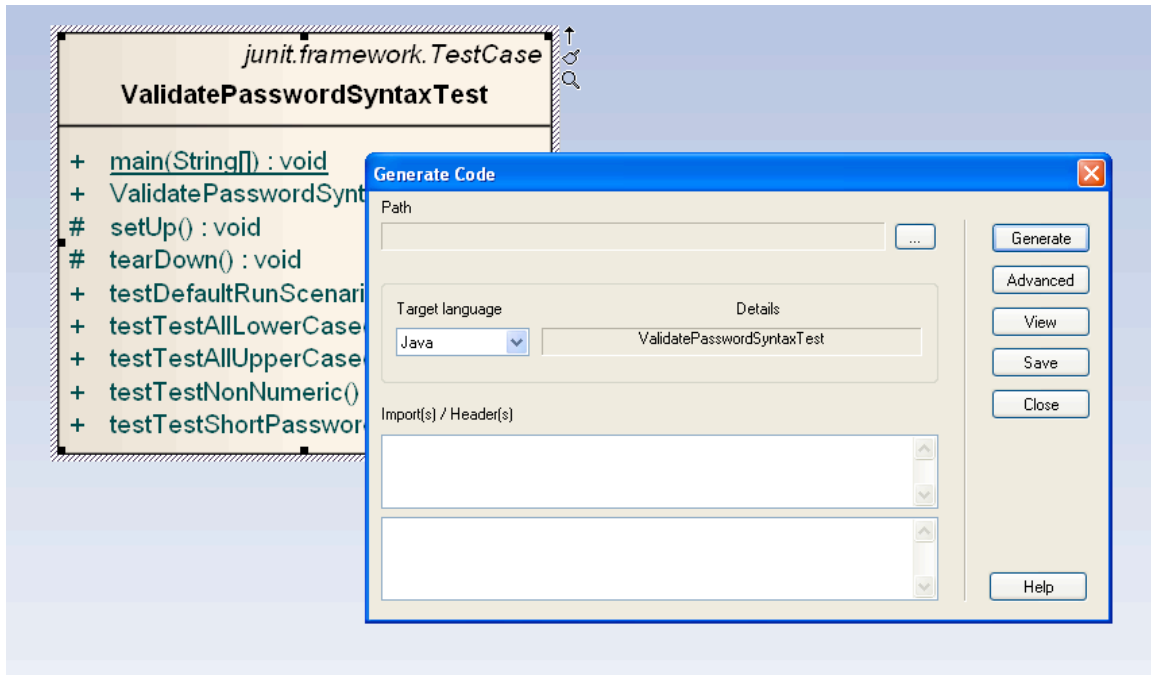 junit.framework.TestCase
ValidatePasswordSyntaxTest
+ main(String[]) : void
+ ValidatePasswordSynt
# setUp() : void
# tearDown() : void
+ testDefaultRunScenari
+ testTestAllLowerCase
+ testTestAllUpperCase
+ testTestNonNumeric()
+ testTestShortPasswor
Generate Code
Path
...
Generate
Advanced
Target language
Details
View
Java
ValidatePasswordSyntaxTest
Save
Close
Import(s) / Header(s)
Help